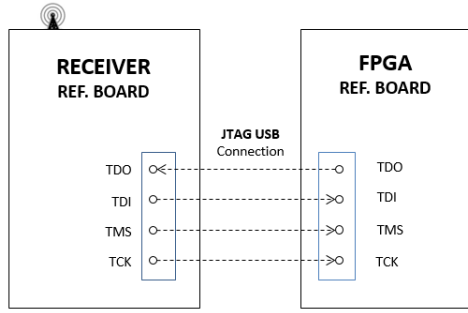 RECEIVER
REF. BOARD
FPGA
REF. BOARD
JTAG USB
Connection
TDO
TDO
TDI
TDI
TMS
TMS
TCK
TCK